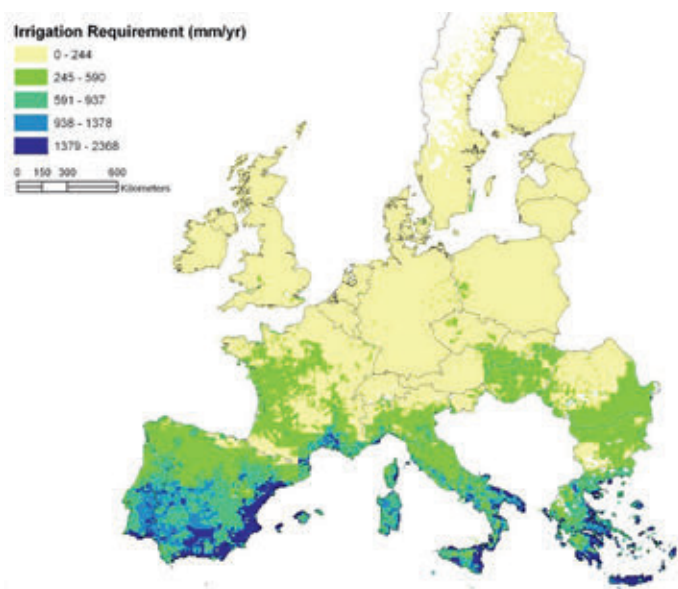 Irrigation Requirement (mm/yr)
0 - 244
245 - 590
591 - 937
938 - 1378
1379 - 2368
0 150 300 600
Kilometers